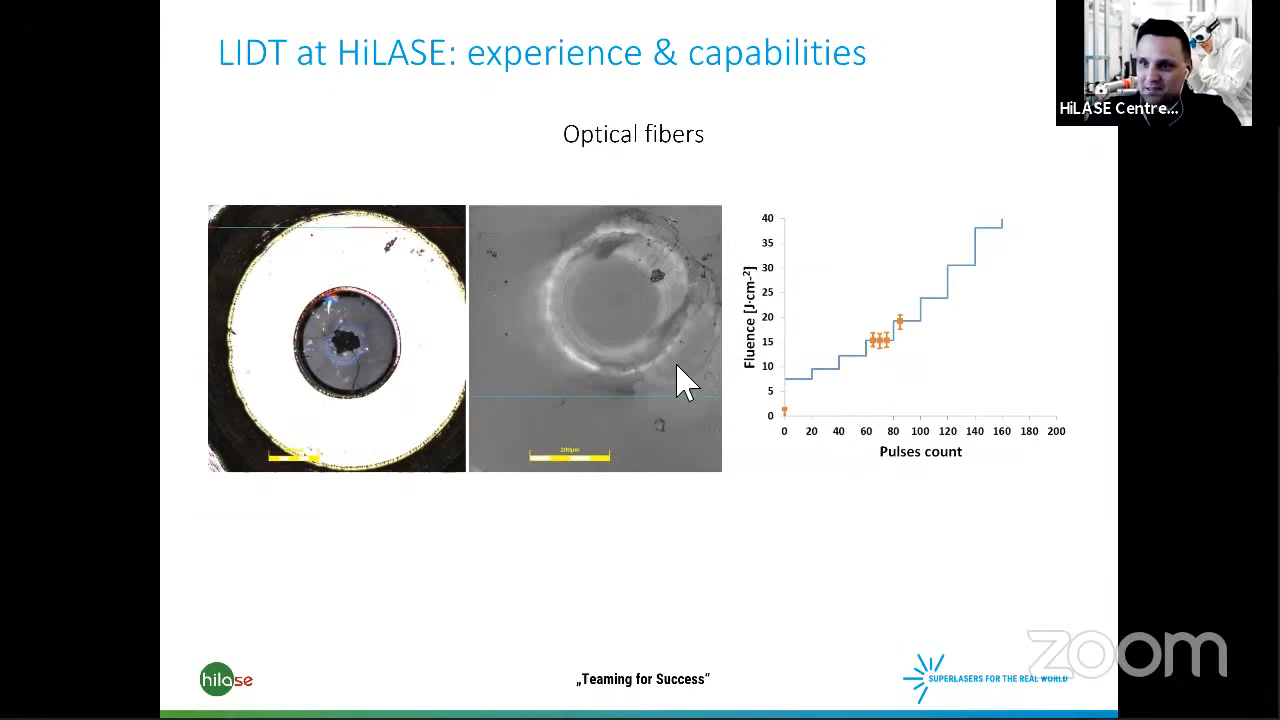 LIDT at HiLASE: experience & capabilities
HiLASE Centre...
Optical fibers
200µm
Fluence [J·cm-²]
40
35
30
25
20
15
10
5
0
0 20 40 60 80 100 120 140 160 180 200
Pulses count
zoom
hilase
„Teaming for Success“
SUPERLASERS FOR THE REAL WORLD